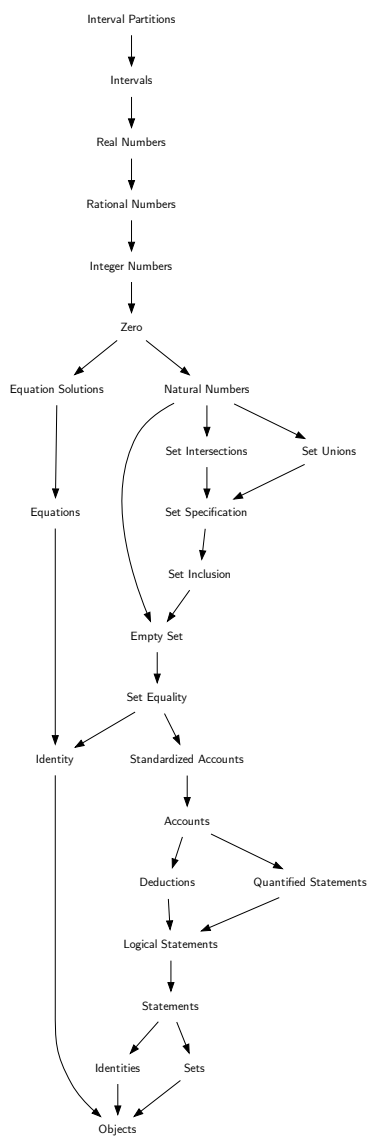 Interval Partitions
Intervals
Real Numbers
Rational Numbers
Integer Numbers
Zero
Equation Solutions
Natural Numbers
Set Intersections
Set Unions
Equations
Set Specification
Set Inclusion
Empty Set
Set Equality
Identity
Standardized Accounts
Accounts
Deductions
Quantified Statements
Logical Statements
Statements
Identities
Sets
Objects